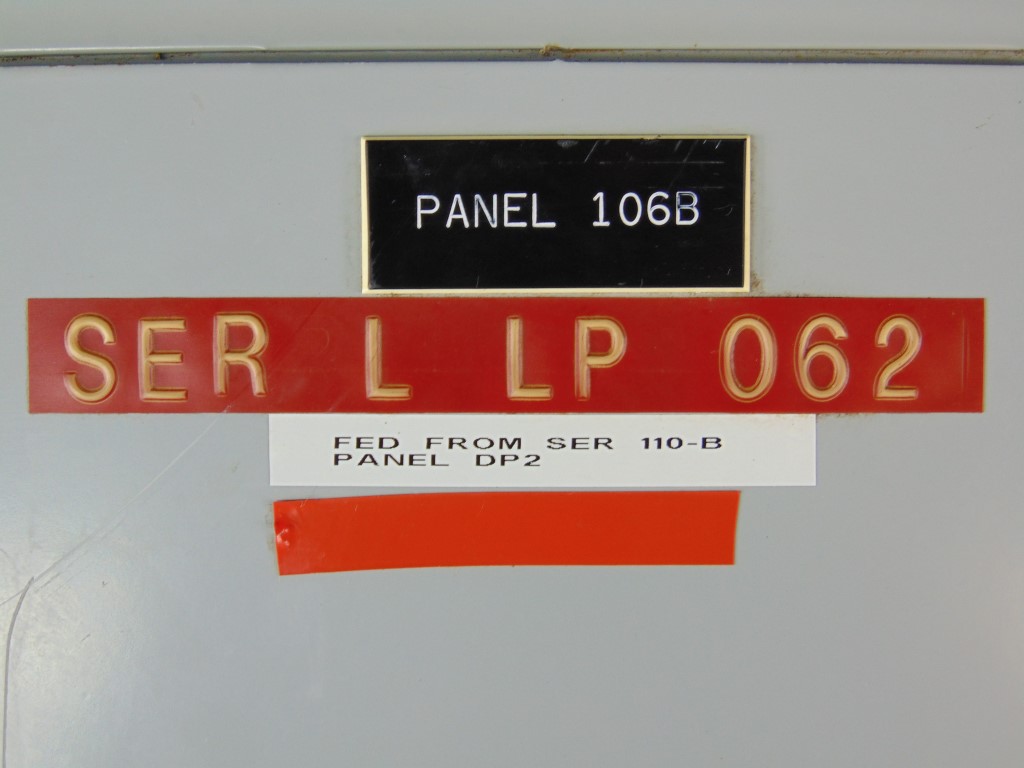 PANEL 106B
SER L LP 062
FED FROM SER 110-B
PANEL DP2